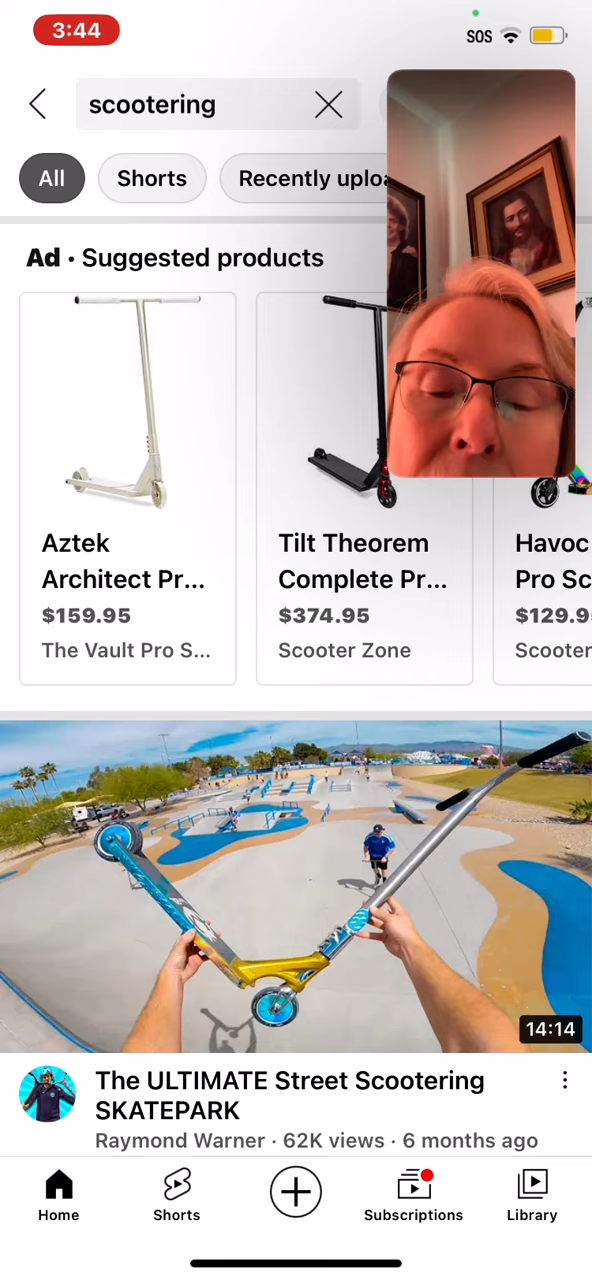 3:44
SOS
scootering
All
Shorts
Recently uploa
Ad • Suggested products
Aztek
Architect Pr...
$159.95
The Vault Pro S...
Tilt Theorem
Complete Pr...
$374.95
Scooter Zone
Havoc
Pro Sc
$129.9
Scooter
14:14
The ULTIMATE Street Scootering
SKATEPARK
Raymond Warner · 62K views · 6 months ago
Home
Shorts
Subscriptions
Library